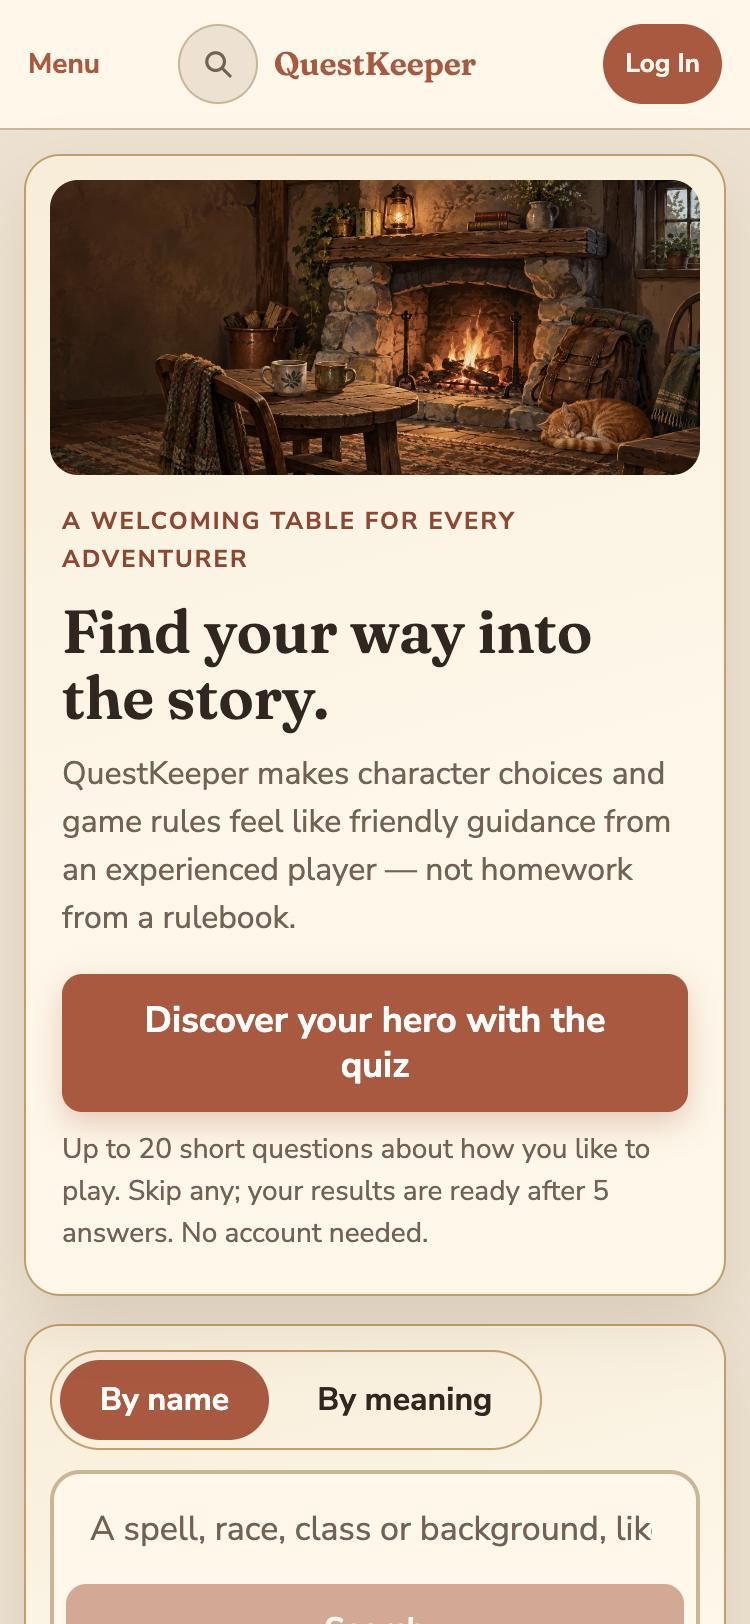 Menu
QuestKeeper
Log In
A WELCOMING TABLE FOR EVERY
ADVENTURER
Find your way into
the story.
QuestKeeper makes character choices and
game rules feel like friendly guidance from
an experienced player — not homework
from a rulebook.
Discover your hero with the
quiz
Up to 20 short questions about how you like to
play. Skip any; your results are ready after 5
answers. No account needed.
By name
By meaning
A spell, race, class or background,